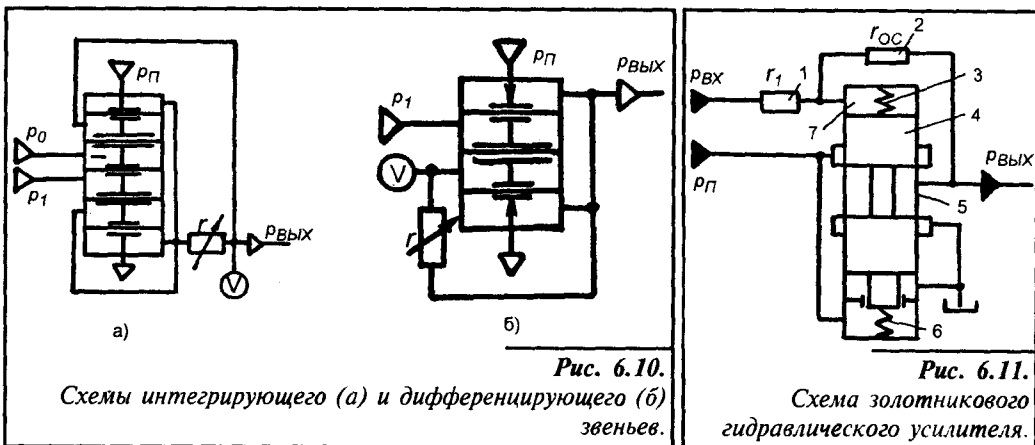 pП
p0
p1
r
pВЫХ
V
а)
pП
pВЫХ
p1
V
r
б)
Рис. 6.10.
Схемы интегрирующего (а) и дифференцирующего (б)
звеньев.
rОС 2
pВХ
r1 1
3
7
4
pП
pВЫХ
5
6
Рис. 6.11.
Схема золотникового
гидравлического усилителя.